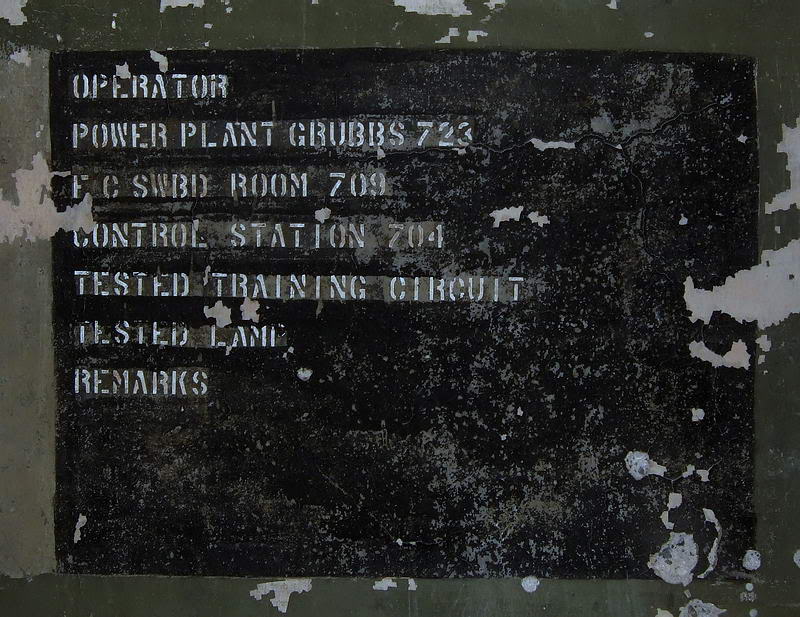 OPERATOR
POWER PLANT GRUBBS 723
F C SWBD ROOM 709
CONTROL STATION 704
TESTED TRAINING CIRCUIT
TESTED LAMP
REMARKS